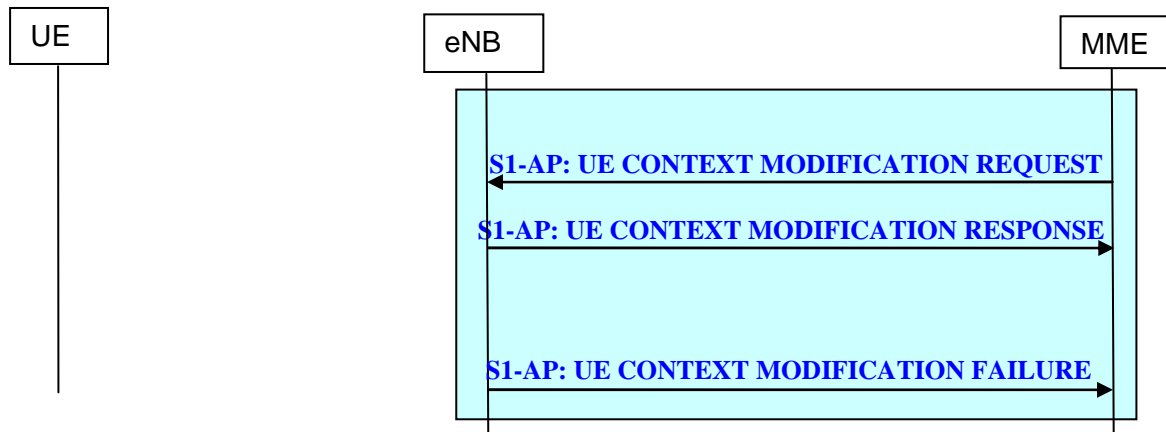 UE
eNB
MME
S1-AP: UE CONTEXT MODIFICATION REQUEST
S1-AP: UE CONTEXT MODIFICATION RESPONSE
S1-AP: UE CONTEXT MODIFICATION FAILURE